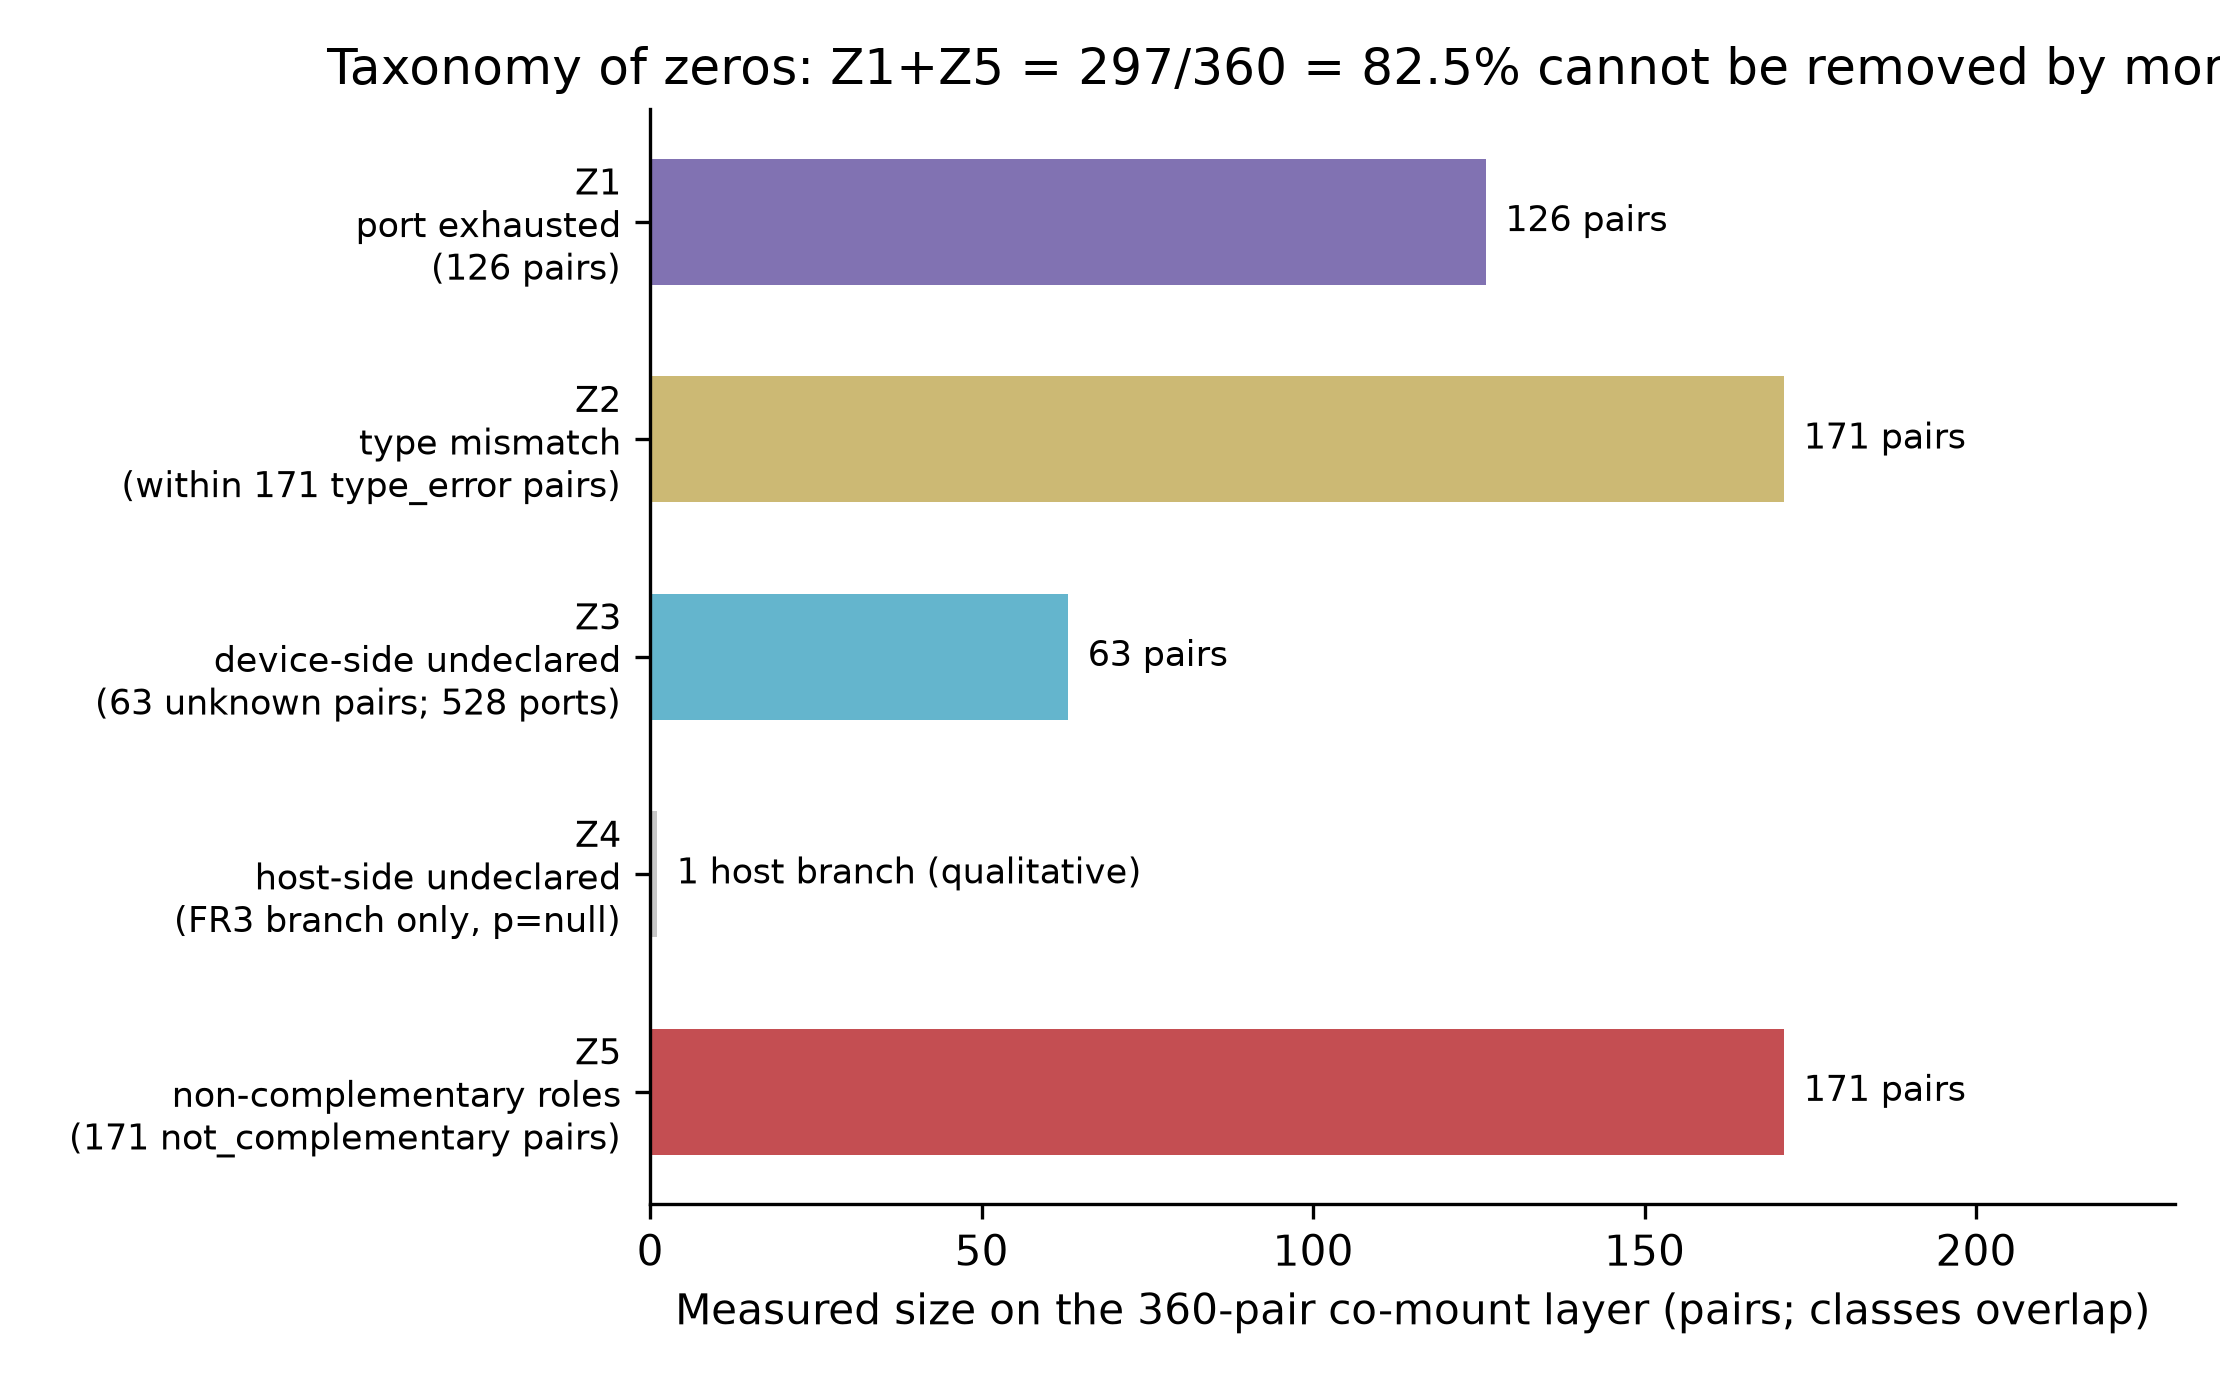 Taxonomy of zeros: Z1+Z5 = 297/360 = 82.5% cannot be removed by
Z1
port exhausted
(126 pairs)
126 pairs
Z2
type mismatch
(within 171 type_error pairs)
171 pairs
Z3
device-side undeclared
(63 unknown pairs; 528 ports)
63 pairs
Z4
host-side undeclared
(FR3 branch only, p=null)
1 host branch (qualitative)
Z5
non-complementary roles
(171 not_complementary pairs)
171 pairs
0 50 100 150 200
Measured size on the 360-pair co-mount layer (pairs; classes overlap)